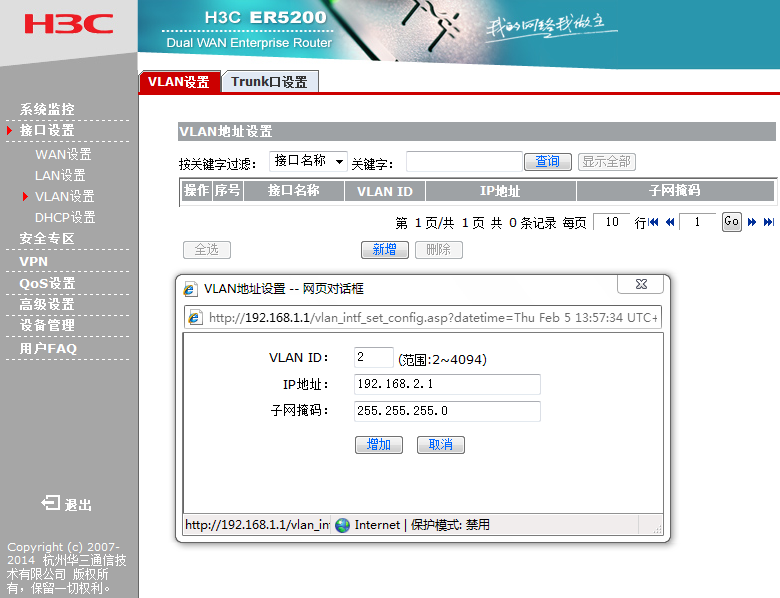 H3C
H3C ER5200
Dual WAN Enterprise Router
我的网络我做主
VLAN设置
Trunk口设置
系统监控
接口设置
WAN设置
LAN设置
VLAN设置
DHCP设置
安全专区
VPN
QoS设置
高级设置
设备管理
用户FAQ
退出
Copyright (c) 2007-
2014 杭州华三通信技
术有限公司 版权所
有，保留一切权利。
VLAN地址设置
按关键字过滤： 接口名称 关键字： 查询 显示全部
操作 序号 接口名称 VLAN ID IP地址 子网掩码
第 1 页/共 1 页 共 0 条记录 每页 10 行 1 Go
全选 新增 删除
VLAN地址设置 -- 网页对话框
http://192.168.1.1/vlan_intf_set_config.asp?datetime=Thu Feb 5 13:57:34 UTC+
VLAN ID： 2 (范围:2~4094)
IP地址： 192.168.2.1
子网掩码： 255.255.255.0
增加 取消
http://192.168.1.1/vlan_in Internet | 保护模式: 禁用